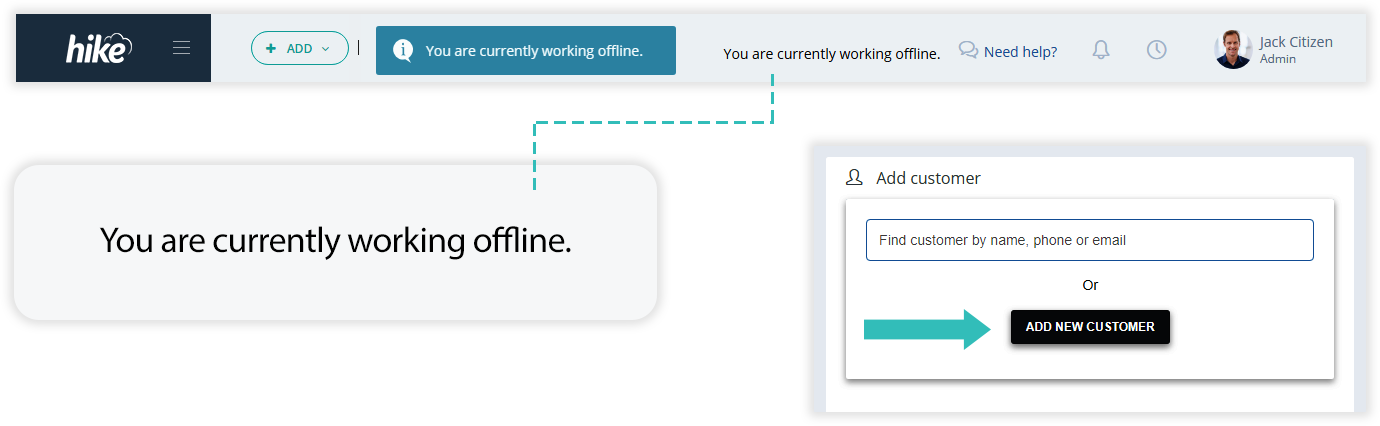 hike
+ ADD
You are currently working offline.
You are currently working offline.
Need help?
Jack Citizen
Admin
You are currently working offline.
Add customer
Find customer by name, phone or email
Or
ADD NEW CUSTOMER